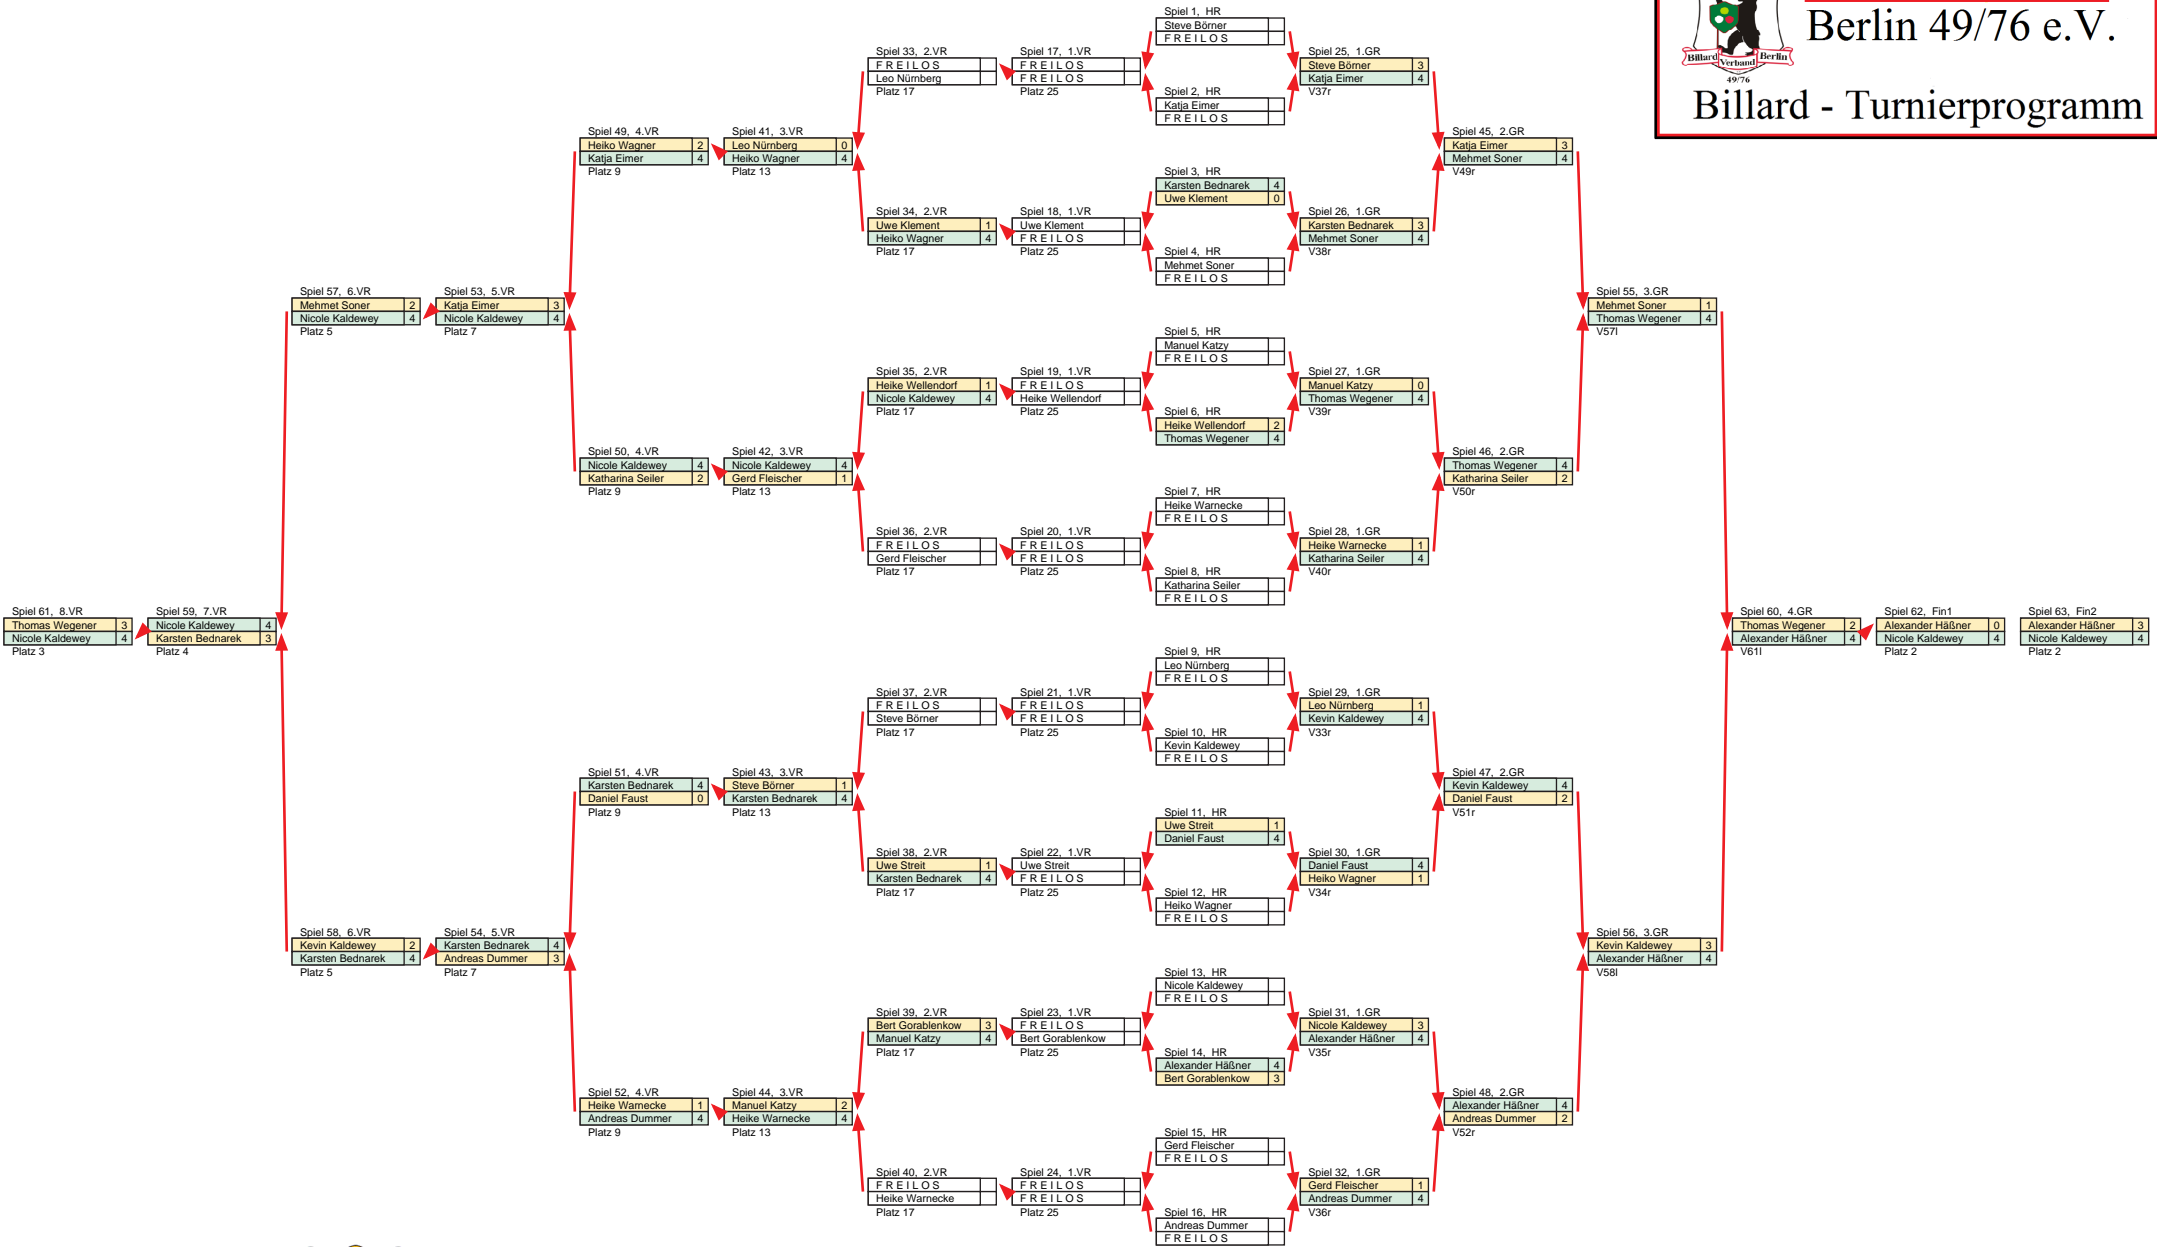 Berlin 49/76 e.V.
Billard Verband Berlin
49/76
Billard - Turnierprogramm
Spiel 61, 8.VR
Thomas Wegener 3
Nicole Kaldewey 4
Platz 3
Spiel 59, 7.VR
Nicole Kaldewey 4
Karsten Bednarek 3
Platz 4
Spiel 57, 6.VR
Mehmet Soner 2
Nicole Kaldewey 4
Platz 5
Spiel 58, 6.VR
Kevin Kaldewey 2
Karsten Bednarek 4
Platz 5
Spiel 53, 5.VR
Katja Eimer 3
Nicole Kaldewey 4
Platz 7
Spiel 54, 5.VR
Karsten Bednarek 4
Andreas Dummer 3
Platz 7
Spiel 49, 4.VR
Heiko Wagner 2
Katja Eimer 4
Platz 9
Spiel 50, 4.VR
Nicole Kaldewey 4
Katharina Seiler 2
Platz 9
Spiel 51, 4.VR
Karsten Bednarek 4
Daniel Faust 0
Platz 9
Spiel 52, 4.VR
Heike Warnecke 1
Andreas Dummer 4
Platz 9
Spiel 41, 3.VR
Leo Nürnberg 0
Heiko Wagner 4
Platz 13
Spiel 42, 3.VR
Nicole Kaldewey 4
Gerd Fleischer 1
Platz 13
Spiel 43, 3.VR
Steve Börner 1
Karsten Bednarek 4
Platz 13
Spiel 44, 3.VR
Manuel Katzy 2
Heike Warnecke 4
Platz 13
Spiel 33, 2.VR
F R E I L O S
Leo Nürnberg
Platz 17
Spiel 34, 2.VR
Uwe Klement 1
Heiko Wagner 4
Platz 17
Spiel 35, 2.VR
Heike Wellendorf 1
Nicole Kaldewey 4
Platz 17
Spiel 36, 2.VR
F R E I L O S
Gerd Fleischer
Platz 17
Spiel 37, 2.VR
F R E I L O S
Steve Börner
Platz 17
Spiel 38, 2.VR
Uwe Streit 1
Karsten Bednarek 4
Platz 17
Spiel 39, 2.VR
Bert Gorablenkow 3
Manuel Katzy 4
Platz 17
Spiel 40, 2.VR
F R E I L O S
Heike Warnecke
Platz 17
Spiel 17, 1.VR
F R E I L O S
F R E I L O S
Platz 25
Spiel 18, 1.VR
Uwe Klement
F R E I L O S
Platz 25
Spiel 19, 1.VR
F R E I L O S
Heike Wellendorf
Platz 25
Spiel 20, 1.VR
F R E I L O S
F R E I L O S
Platz 25
Spiel 21, 1.VR
F R E I L O S
F R E I L O S
Platz 25
Spiel 22, 1.VR
Uwe Streit
F R E I L O S
Platz 25
Spiel 23, 1.VR
F R E I L O S
Bert Gorablenkow
Platz 25
Spiel 24, 1.VR
F R E I L O S
F R E I L O S
Platz 25
Spiel 1, HR
Steve Börner
F R E I L O S
Spiel 2, HR
Katja Eimer
F R E I L O S
Spiel 3, HR
Karsten Bednarek 4
Uwe Klement 0
Spiel 4, HR
Mehmet Soner
F R E I L O S
Spiel 5, HR
Manuel Katzy
F R E I L O S
Spiel 6, HR
Heike Wellendorf 2
Thomas Wegener 4
Spiel 7, HR
Heike Warnecke
F R E I L O S
Spiel 8, HR
Katharina Seiler
F R E I L O S
Spiel 9, HR
Leo Nürnberg
F R E I L O S
Spiel 10, HR
Kevin Kaldewey
F R E I L O S
Spiel 11, HR
Uwe Streit 1
Daniel Faust 4
Spiel 12, HR
Heiko Wagner
F R E I L O S
Spiel 13, HR
Nicole Kaldewey
F R E I L O S
Spiel 14, HR
Alexander Häßner 4
Bert Gorablenkow 3
Spiel 15, HR
Gerd Fleischer
F R E I L O S
Spiel 16, HR
Andreas Dummer
F R E I L O S
Spiel 25, 1.GR
Steve Börner 3
Katja Eimer 4
V37r
Spiel 26, 1.GR
Karsten Bednarek 3
Mehmet Soner 4
V38r
Spiel 27, 1.GR
Manuel Katzy 0
Thomas Wegener 4
V39r
Spiel 28, 1.GR
Heike Warnecke 1
Katharina Seiler 4
V40r
Spiel 29, 1.GR
Leo Nürnberg 1
Kevin Kaldewey 4
V33r
Spiel 30, 1.GR
Daniel Faust 4
Heiko Wagner 1
V34r
Spiel 31, 1.GR
Nicole Kaldewey 3
Alexander Häßner 4
V35r
Spiel 32, 1.GR
Gerd Fleischer 1
Andreas Dummer 4
V36r
Spiel 45, 2.GR
Katja Eimer 3
Mehmet Soner 4
V49r
Spiel 46, 2.GR
Thomas Wegener 4
Katharina Seiler 2
V50r
Spiel 47, 2.GR
Kevin Kaldewey 4
Daniel Faust 2
V51r
Spiel 48, 2.GR
Alexander Häßner 4
Andreas Dummer 2
V52r
Spiel 55, 3.GR
Mehmet Soner 1
Thomas Wegener 4
V57l
Spiel 56, 3.GR
Kevin Kaldewey 3
Alexander Häßner 4
V58l
Spiel 60, 4.GR
Thomas Wegener 2
Alexander Häßner 4
V61l
Spiel 62, Fin1
Alexander Häßner 0
Nicole Kaldewey 4
Platz 2
Spiel 63, Fin2
Alexander Häßner 3
Nicole Kaldewey 4
Platz 2